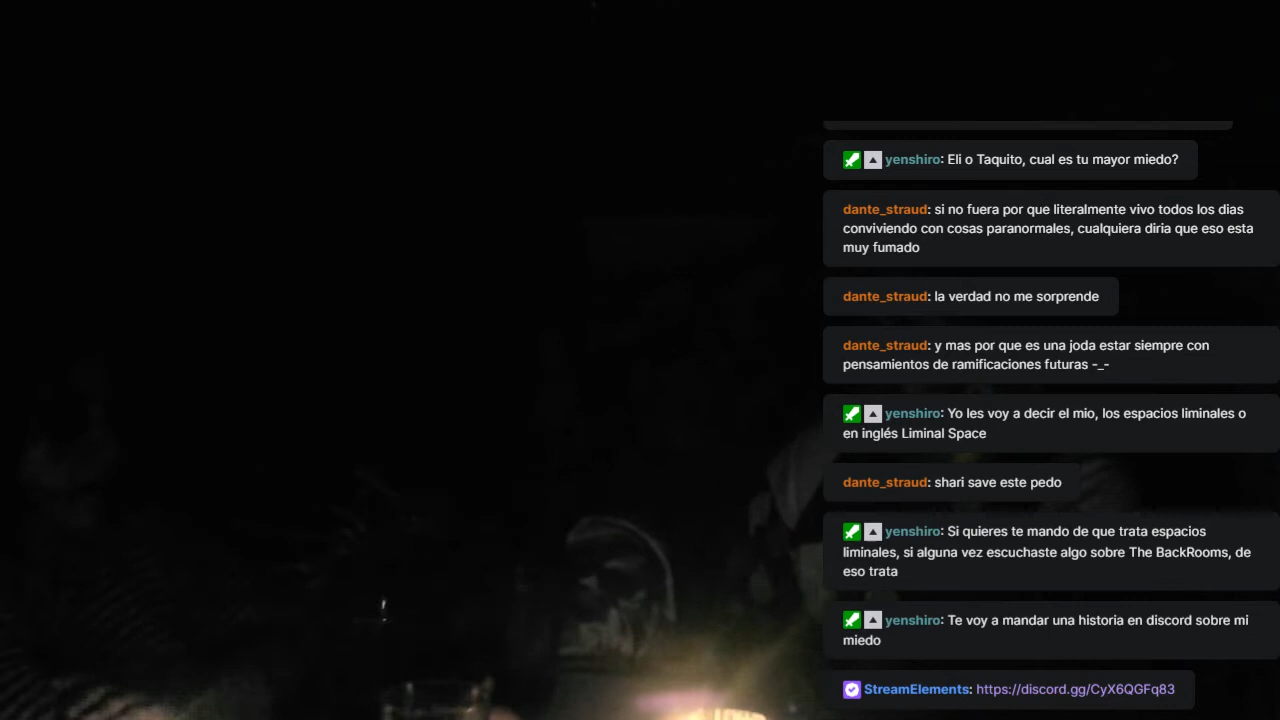 yenshiro: Eli o Taquito, cual es tu mayor miedo?
dante_straud: si no fuera por que literalmente vivo todos los dias
conviviendo con cosas paranormales, cualquiera diria que eso esta
muy fumado
dante_straud: la verdad no me sorprende
dante_straud: y mas por que es una joda estar siempre con
pensamientos de ramificaciones futuras -_-
yenshiro: Yo les voy a decir el mio, los espacios liminales o
en inglés Liminal Space
dante_straud: shari save este pedo
yenshiro: Si quieres te mando de que trata espacios
liminales, si alguna vez escuchaste algo sobre The BackRooms, de
eso trata
yenshiro: Te voy a mandar una historia en discord sobre mi
miedo
StreamElements: https://discord.gg/CyX6QGFq83